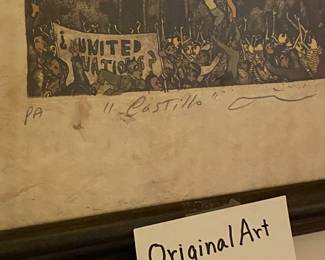 ¿UNITED
NATIONS?
PA "Castillo"
Original Art